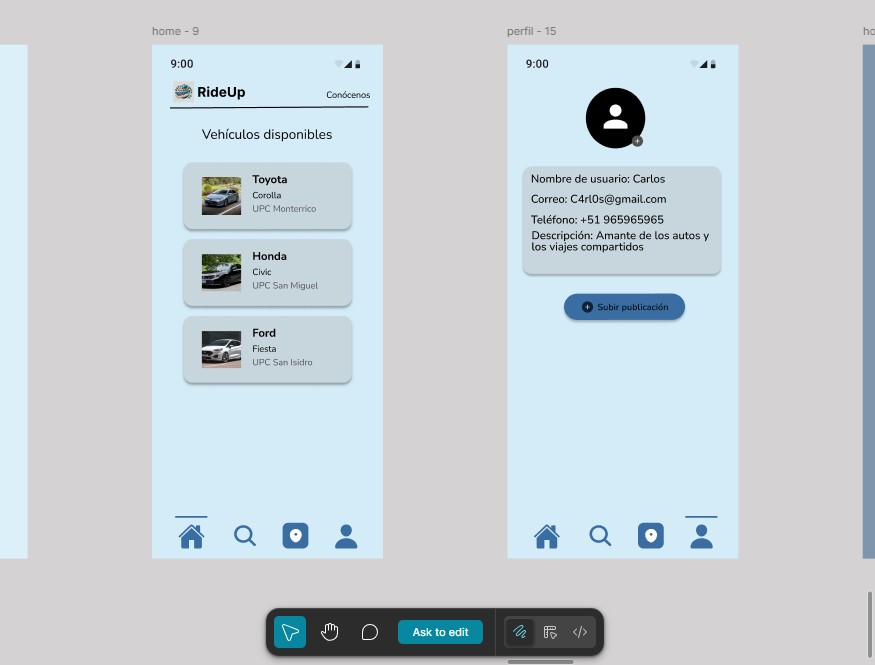 home - 9
9:00
RideUp
Conócenos
Vehículos disponibles
Toyota
Corolla
UPC Monterrico
Honda
Civic
UPC San Miguel
Ford
Fiesta
UPC San Isidro
perfil - 15
9:00
Nombre de usuario: Carlos
Correo: C4rl0s@gmail.com
Teléfono: +51 965965965
Descripción: Amante de los autos y
los viajes compartidos
Subir publicación
ho
Ask to edit